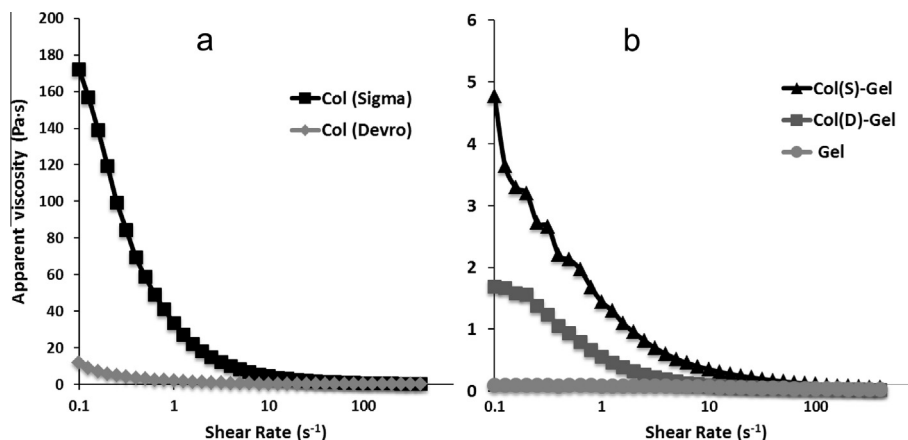 a
200
180
160
140
120
100
80
60
40
20
0
Apparent viscosity (Pa·s)
Col (Sigma)
Col (Devro)
0.1 1 10 100
Shear Rate (s⁻¹)
b
6
5
4
3
2
1
0
Col(S)-Gel
Col(D)-Gel
Gel
0.1 1 10 100
Shear Rate (s⁻¹)